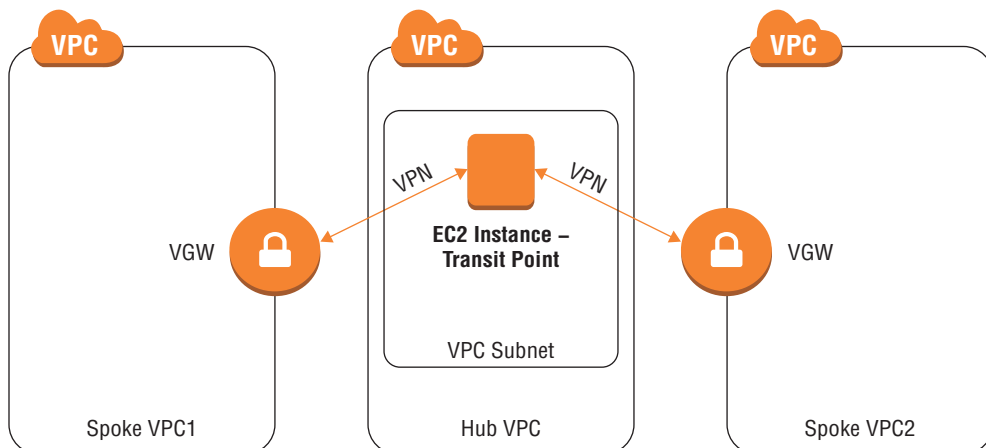 VPC
VPC
VPC
VPN
VPN
EC2 Instance –
Transit Point
VGW
VGW
VPC Subnet
Spoke VPC1
Hub VPC
Spoke VPC2